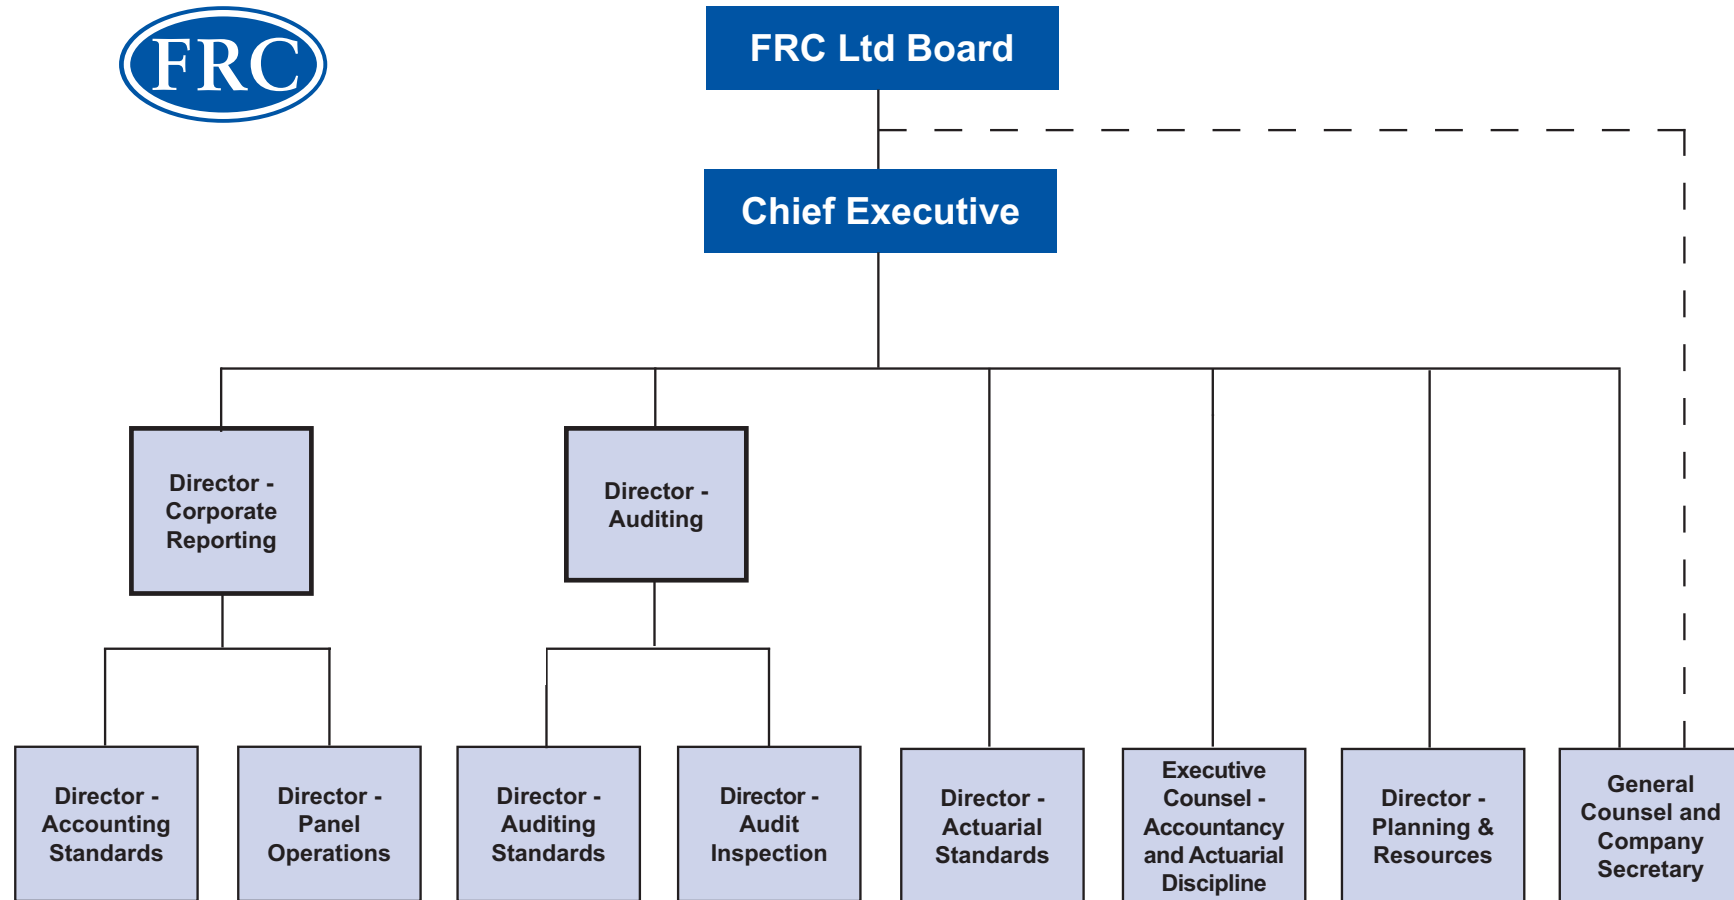 FRC
FRC Ltd Board
Chief Executive
Director -
Corporate
Reporting
Director -
Auditing
Director -
Accounting
Standards
Director -
Panel
Operations
Director -
Auditing
Standards
Director -
Audit
Inspection
Director -
Actuarial
Standards
Executive
Counsel -
Accountancy
and Actuarial
Discipline
Director -
Planning &
Resources
General
Counsel and
Company
Secretary